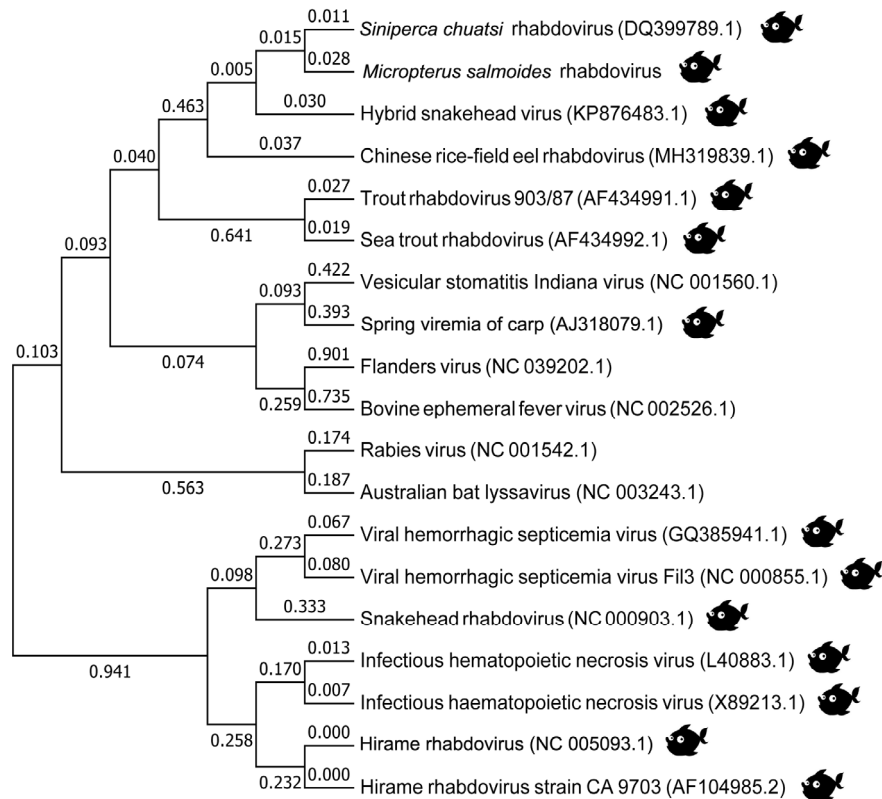 0.011
Siniperca chuatsi rhabdovirus (DQ399789.1)
0.015
0.028
Micropterus salmoides rhabdovirus
0.005
0.030
Hybrid snakehead virus (KP876483.1)
0.463
0.037
Chinese rice-field eel rhabdovirus (MH319839.1)
0.040
0.027
Trout rhabdovirus 903/87 (AF434991.1)
0.641
0.019
Sea trout rhabdovirus (AF434992.1)
0.093
0.422
Vesicular stomatitis Indiana virus (NC 001560.1)
0.093
0.393
Spring viremia of carp (AJ318079.1)
0.074
0.901
Flanders virus (NC 039202.1)
0.259
0.735
Bovine ephemeral fever virus (NC 002526.1)
0.103
0.174
Rabies virus (NC 001542.1)
0.563
0.187
Australian bat lyssavirus (NC 003243.1)
0.067
Viral hemorrhagic septicemia virus (GQ385941.1)
0.273
0.080
Viral hemorrhagic septicemia virus Fil3 (NC 000855.1)
0.098
0.333
Snakehead rhabdovirus (NC 000903.1)
0.941
0.013
Infectious hematopoietic necrosis virus (L40883.1)
0.170
0.007
Infectious haematopoietic necrosis virus (X89213.1)
0.258
0.000
Hirame rhabdovirus (NC 005093.1)
0.232
0.000
Hirame rhabdovirus strain CA 9703 (AF104985.2)